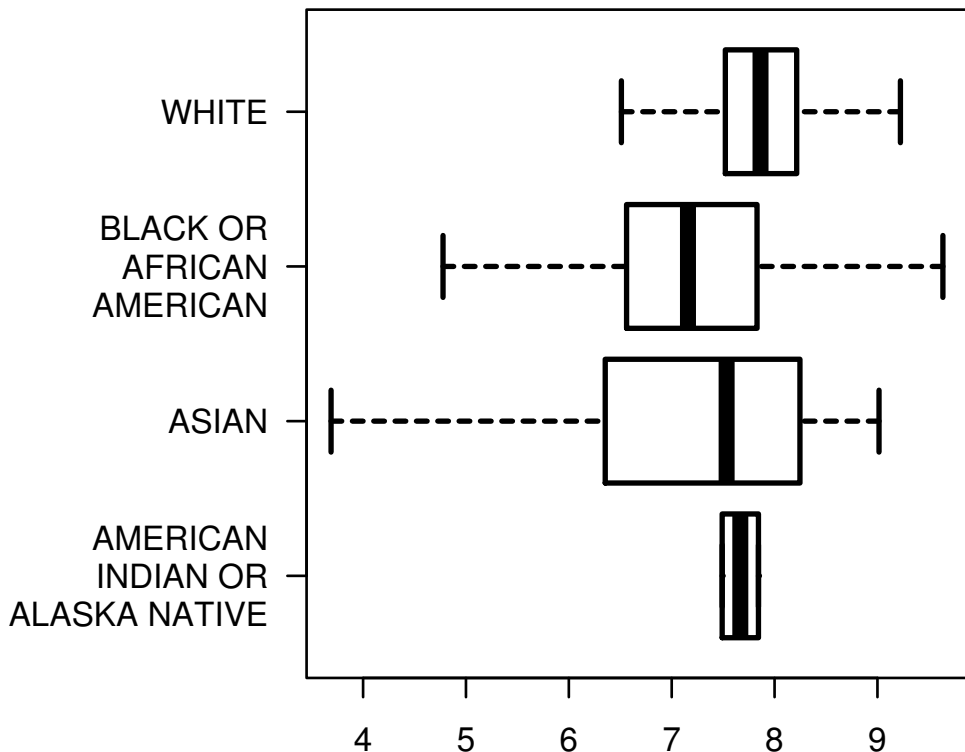 WHITE
BLACK OR
AFRICAN
AMERICAN
ASIAN
AMERICAN
INDIAN OR
ALASKA NATIVE
4 5 6 7 8 9